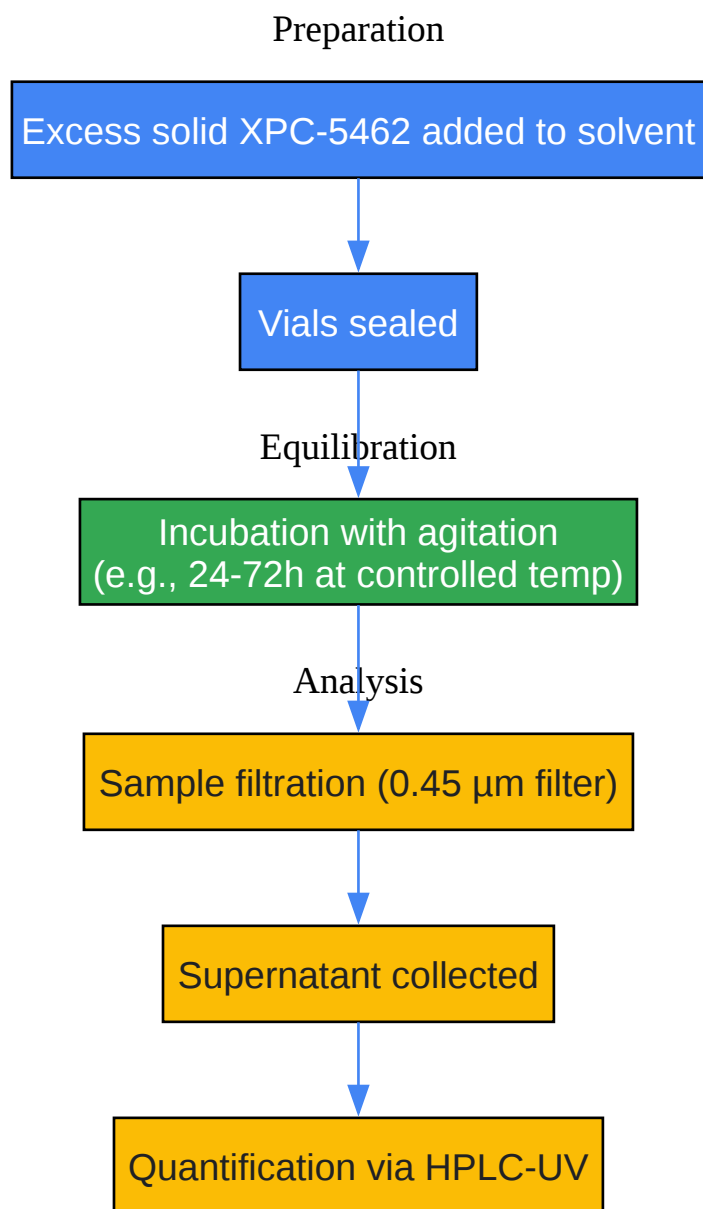 Preparation
Excess solid XPC-5462 added to solvent
Vials sealed
Equilibration
Incubation with agitation
(e.g., 24-72h at controlled temp)
Analysis
Sample filtration (0.45 µm filter)
Supernatant collected
Quantification via HPLC-UV